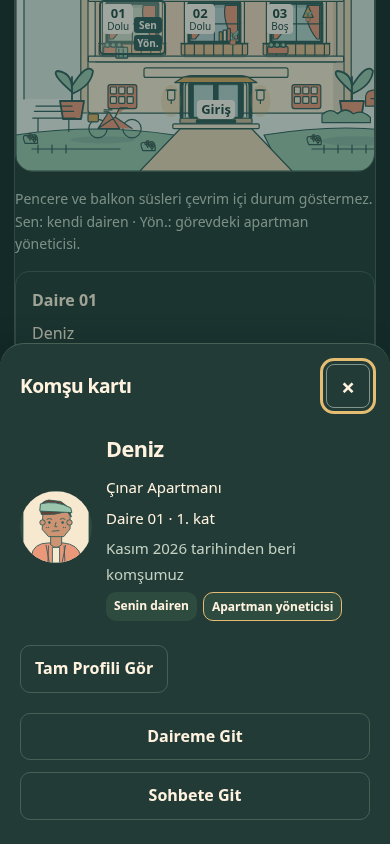 01
Dolu
Sen
Yön.
02
Dolu
03
Boş
Giriş
Pencere ve balkon süsleri çevrim içi durum göstermez.
Sen: kendi dairen · Yön.: görevdeki apartman
yöneticisi.
Daire 01
Deniz
Komşu kartı
×
Deniz
Çınar Apartmanı
Daire 01 · 1. kat
Kasım 2026 tarihinden beri
komşumuz
Senin dairen
Apartman yöneticisi
Tam Profili Gör
Daireme Git
Sohbete Git